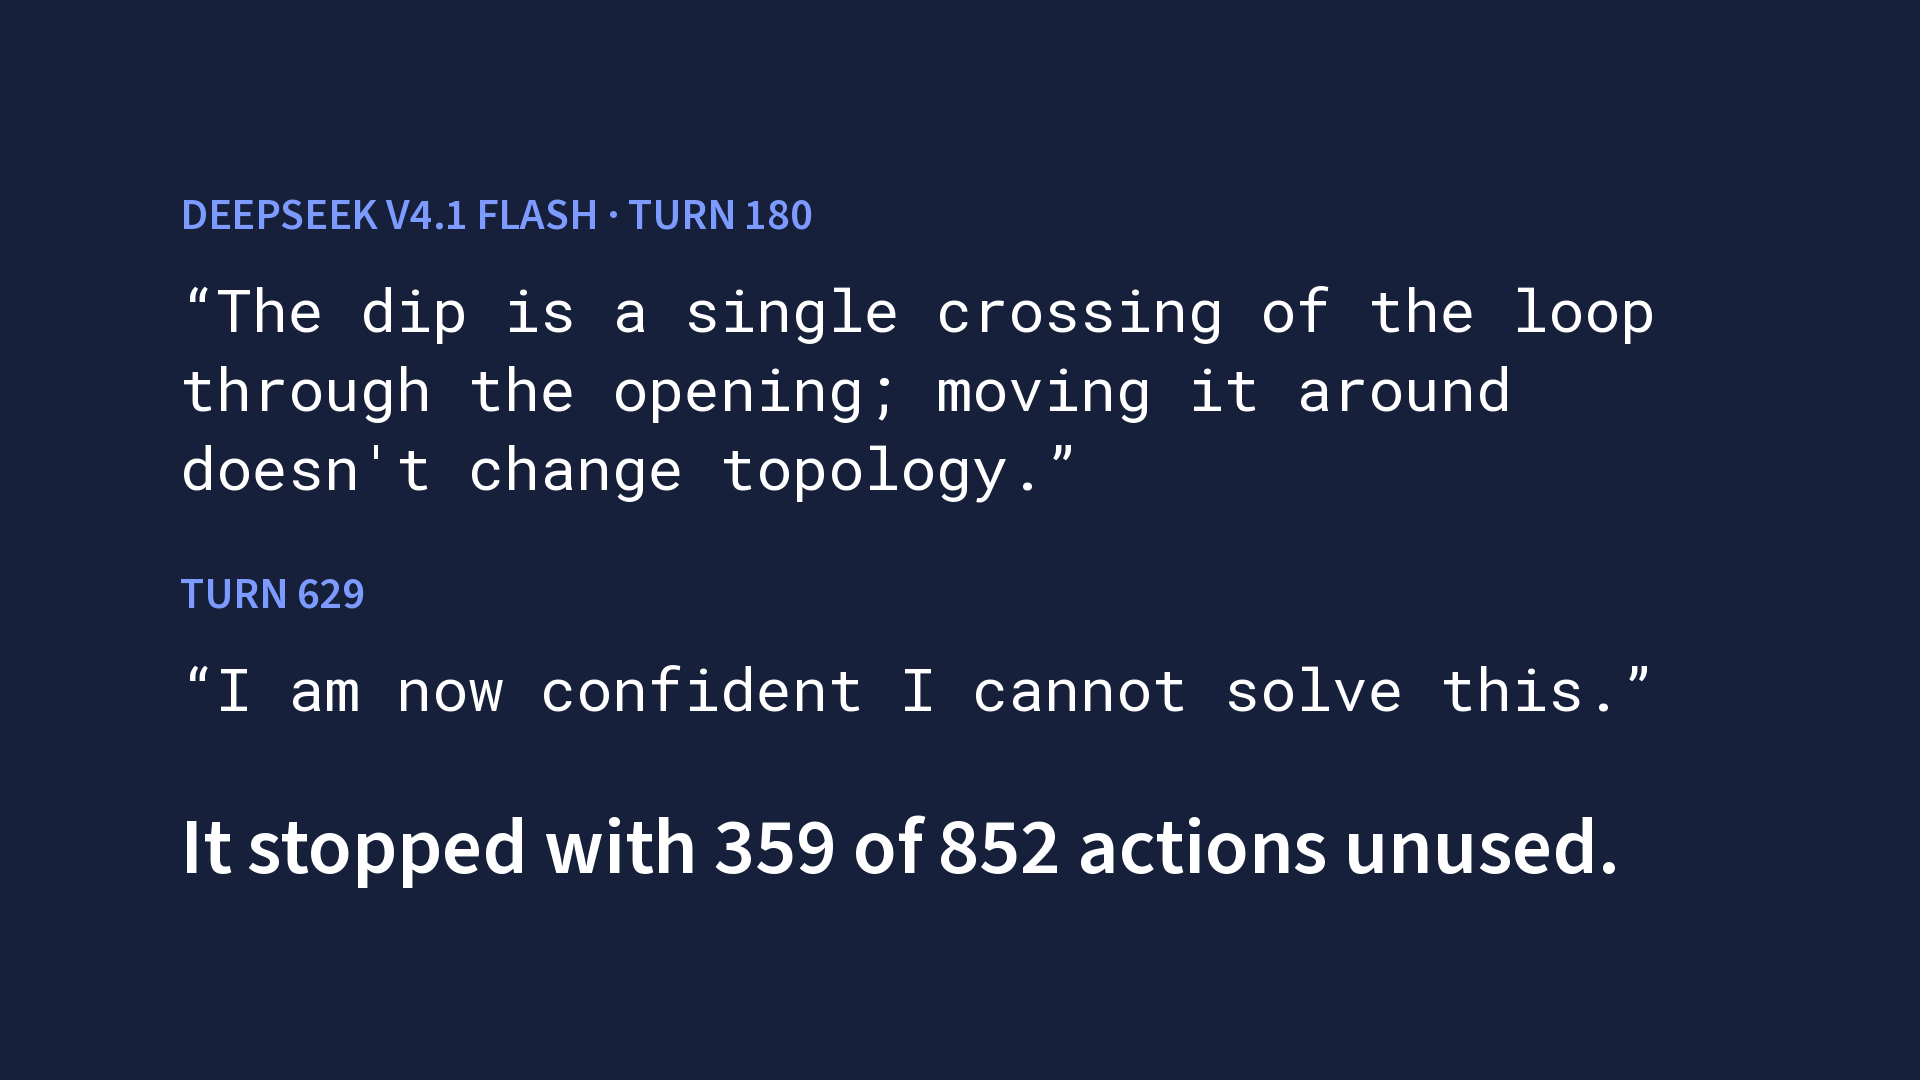 DEEPSEEK V4.1 FLASH · TURN 180
“The dip is a single crossing of the loop
through the opening; moving it around
doesn't change topology.”
TURN 629
“I am now confident I cannot solve this.”
It stopped with 359 of 852 actions unused.